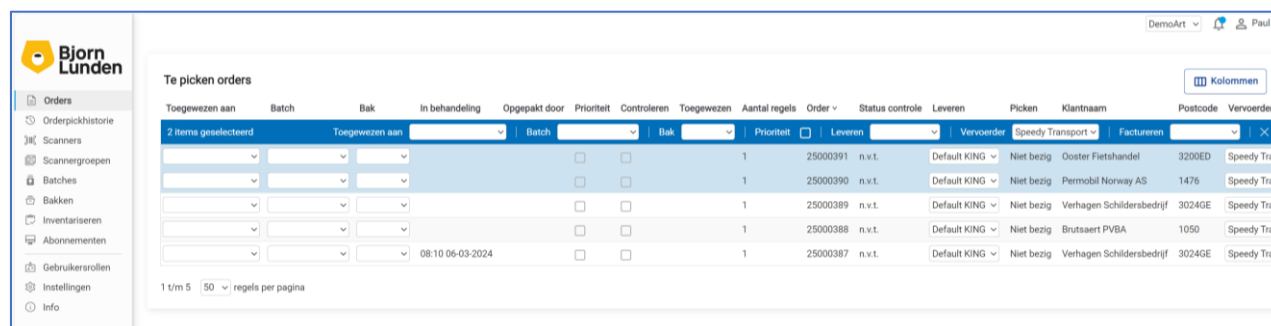 DemoArt Paul
Bjorn
Lunden
Te picken orders
Kolommen
Orders
Orderpickhistorie
Scanners
Scannergroepen
Batches
Bakken
Inventariseren
Abonnementen
Gebruikersrollen
Instellingen
Info
Toegewezen aan Batch Bak In behandeling Opgepakt door Prioriteit Controleren Toegewezen Aantal regels Order Status controle Leveren Picken Klantnaam Postcode Vervoerder
2 items geselecteerd Toegewezen aan | Batch | Bak | Prioriteit | Leveren | Vervoerder Speedy Transport | Factureren |
1 25000391 n.v.t. Default KING Niet bezig Ooster Fietshandel 3200ED Speedy Tra
1 25000390 n.v.t. Default KING Niet bezig Permobil Norway AS 1476 Speedy Tra
1 25000389 n.v.t. Default KING Niet bezig Verhagen Schildersbedrijf 3024GE Speedy Tra
1 25000388 n.v.t. Default KING Niet bezig Brutsaert PVBA 1050 Speedy Tra
08:10 06-03-2024 1 25000387 n.v.t. Default KING Niet bezig Verhagen Schildersbedrijf 3024GE Speedy Tra
1 t/m 5 50 regels per pagina